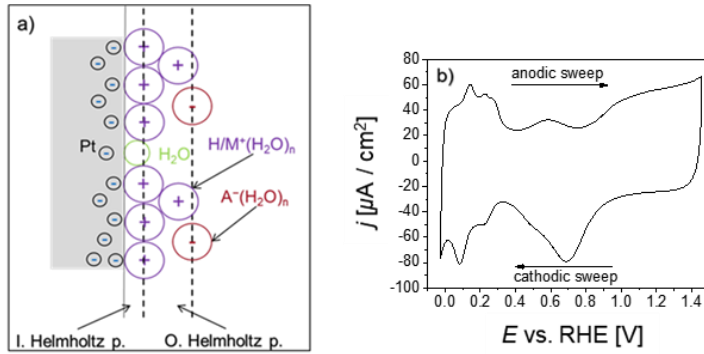 a)
Pt
H₂O
H/M⁺(H₂O)ₙ
A⁻(H₂O)ₙ
I. Helmholtz p.
O. Helmholtz p.
b)
anodic sweep
cathodic sweep
j [µA / cm²]
100
80
60
40
20
0
-20
-40
-60
-80
-100
0.0 0.2 0.4 0.6 0.8 1.0 1.2 1.4
E vs. RHE [V]